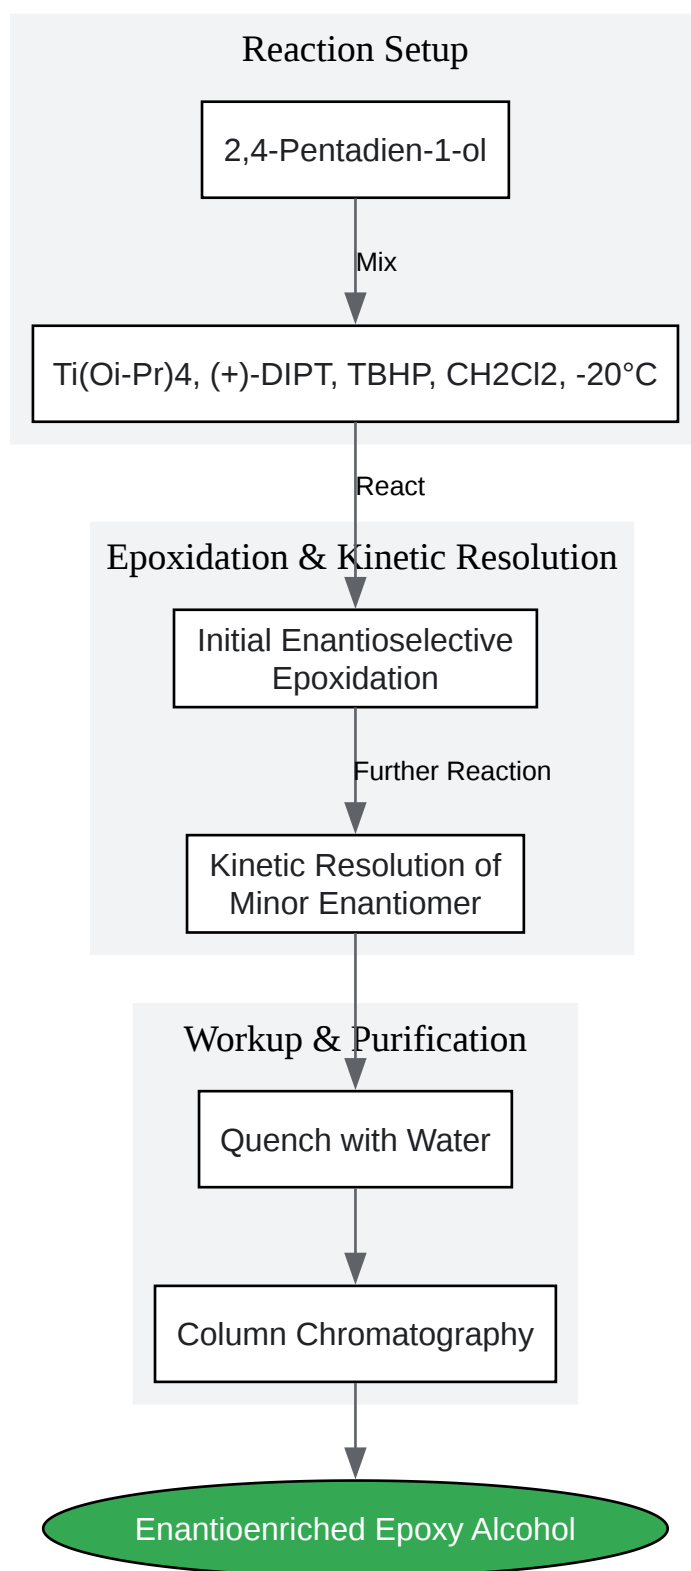 Reaction Setup
2,4-Pentadien-1-ol
Mix
Ti(Oi-Pr)4, (+)-DIPT, TBHP, CH2Cl2, -20°C
React
Epoxidation & Kinetic Resolution
Initial Enantioselective
Epoxidation
Further Reaction
Kinetic Resolution of
Minor Enantiomer
Workup & Purification
Quench with Water
Column Chromatography
Enantioenriched Epoxy Alcohol